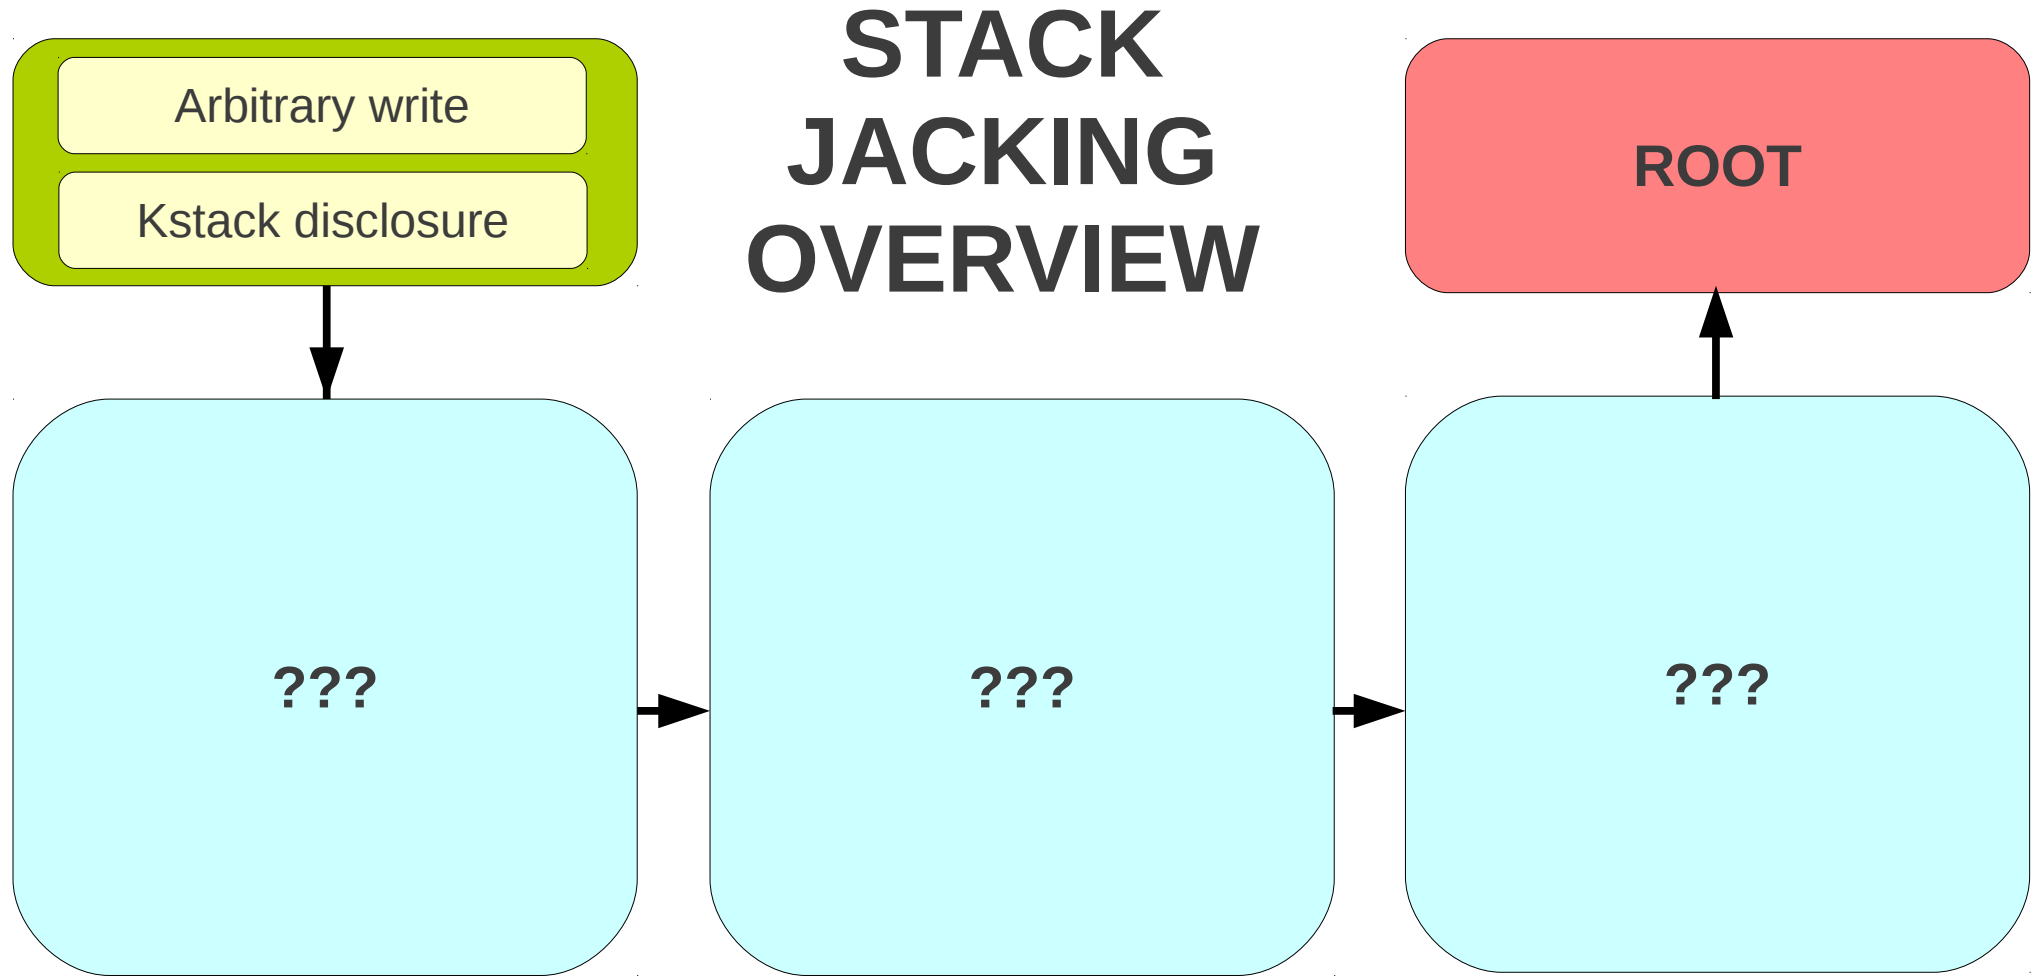 STACK
JACKING
OVERVIEW
Arbitrary write
Kstack disclosure
ROOT
???
???
???